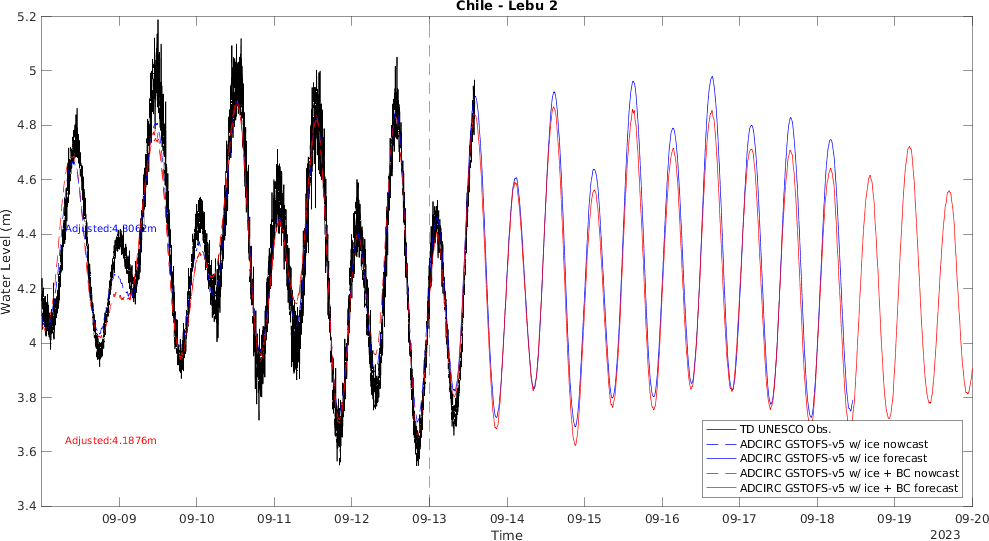 Chile - Lebu 2
5.2
5
4.8
4.6
4.4
4.2
4
3.8
3.6
3.4
Water Level (m)
Adjusted:4.3062m
Adjusted:4.1876m
TD UNESCO Obs.
ADCIRC GSTOFS-v5 w/ ice nowcast
ADCIRC GSTOFS-v5 w/ ice forecast
ADCIRC GSTOFS-v5 w/ ice + BC nowcast
ADCIRC GSTOFS-v5 w/ ice + BC forecast
09-09 09-10 09-11 09-12 09-13 09-14 09-15 09-16 09-17 09-18 09-19 09-20
Time
2023